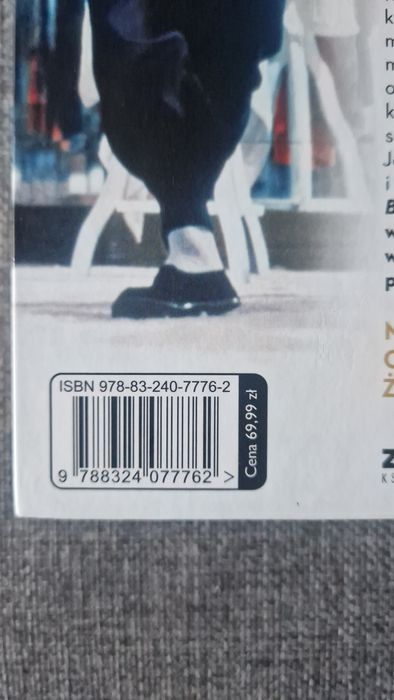 k
m
m
a
k
s
J
i
B
w
w
p
N
O
Ż
Z
K S
ISBN 978-83-240-7776-2
9 788324 077762 >
Cena 69,99 zł